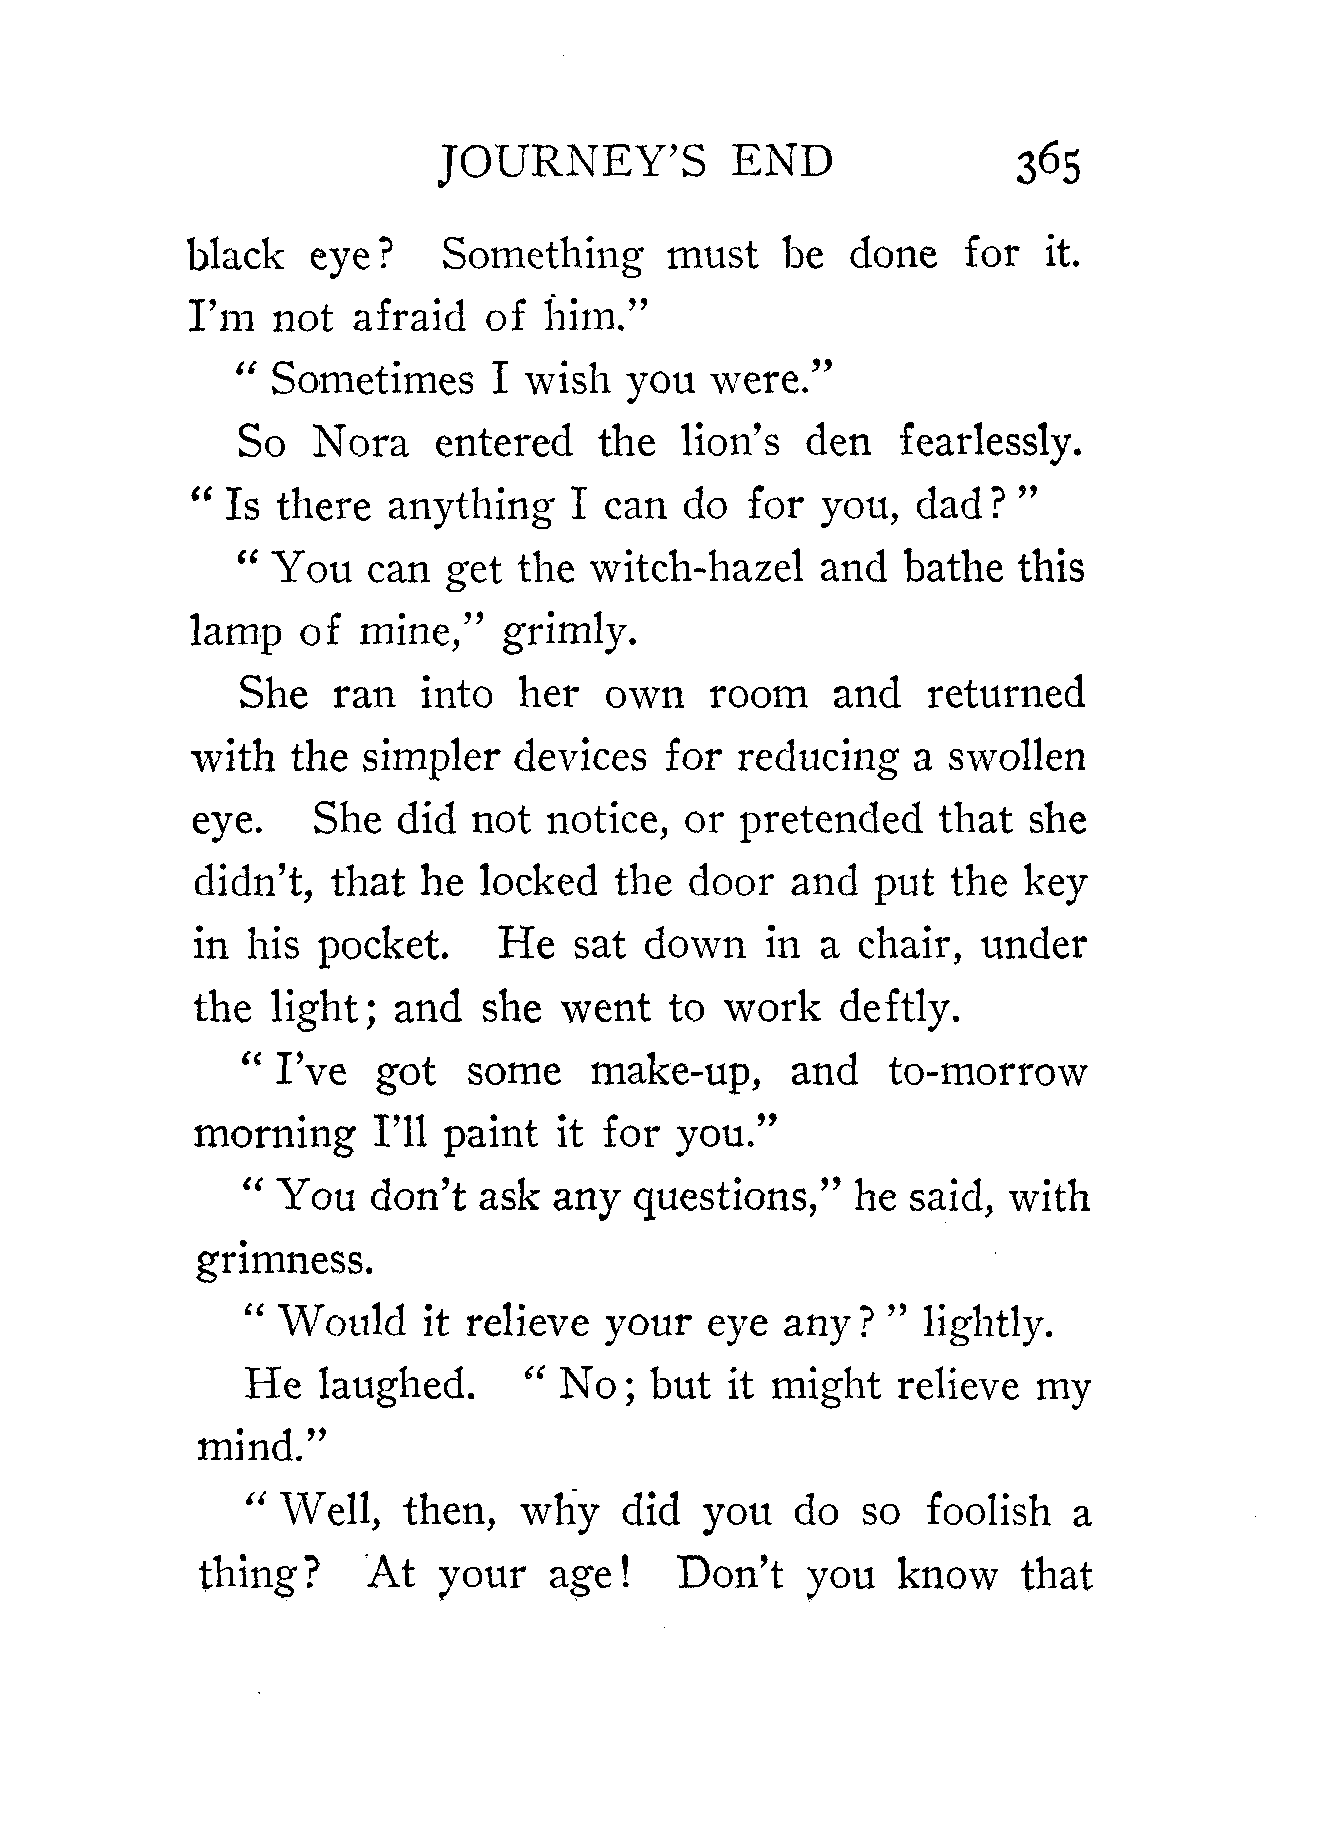 JOURNEY'S END 365
black eye? Something must be done for it.
I'm not afraid of him."
" Sometimes I wish you were."
So Nora entered the lion's den fearlessly.
" Is there anything I can do for you, dad? "
" You can get the witch-hazel and bathe this
lamp of mine," grimly.
She ran into her own room and returned
with the simpler devices for reducing a swollen
eye. She did not notice, or pretended that she
didn't, that he locked the door and put the key
in his pocket. He sat down in a chair, under
the light; and she went to work deftly.
" I've got some make-up, and to-morrow
morning I'll paint it for you."
" You don't ask any questions," he said, with
grimness.
" Would it relieve your eye any? " lightly.
He laughed. " No; but it might relieve my
mind."
" Well, then, why did you do so foolish a
thing? At your age! Don't you know that